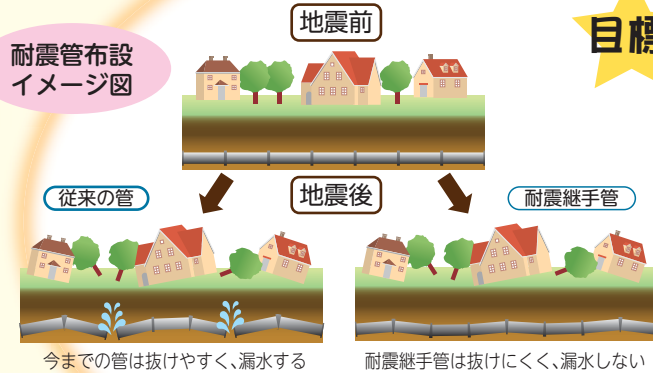 地震前
耐震管布設
イメージ図
目標
従来の管
地震後
耐震継手管
今までの管は抜けやすく、漏水する
耐震継手管は抜けにくく、漏水しない